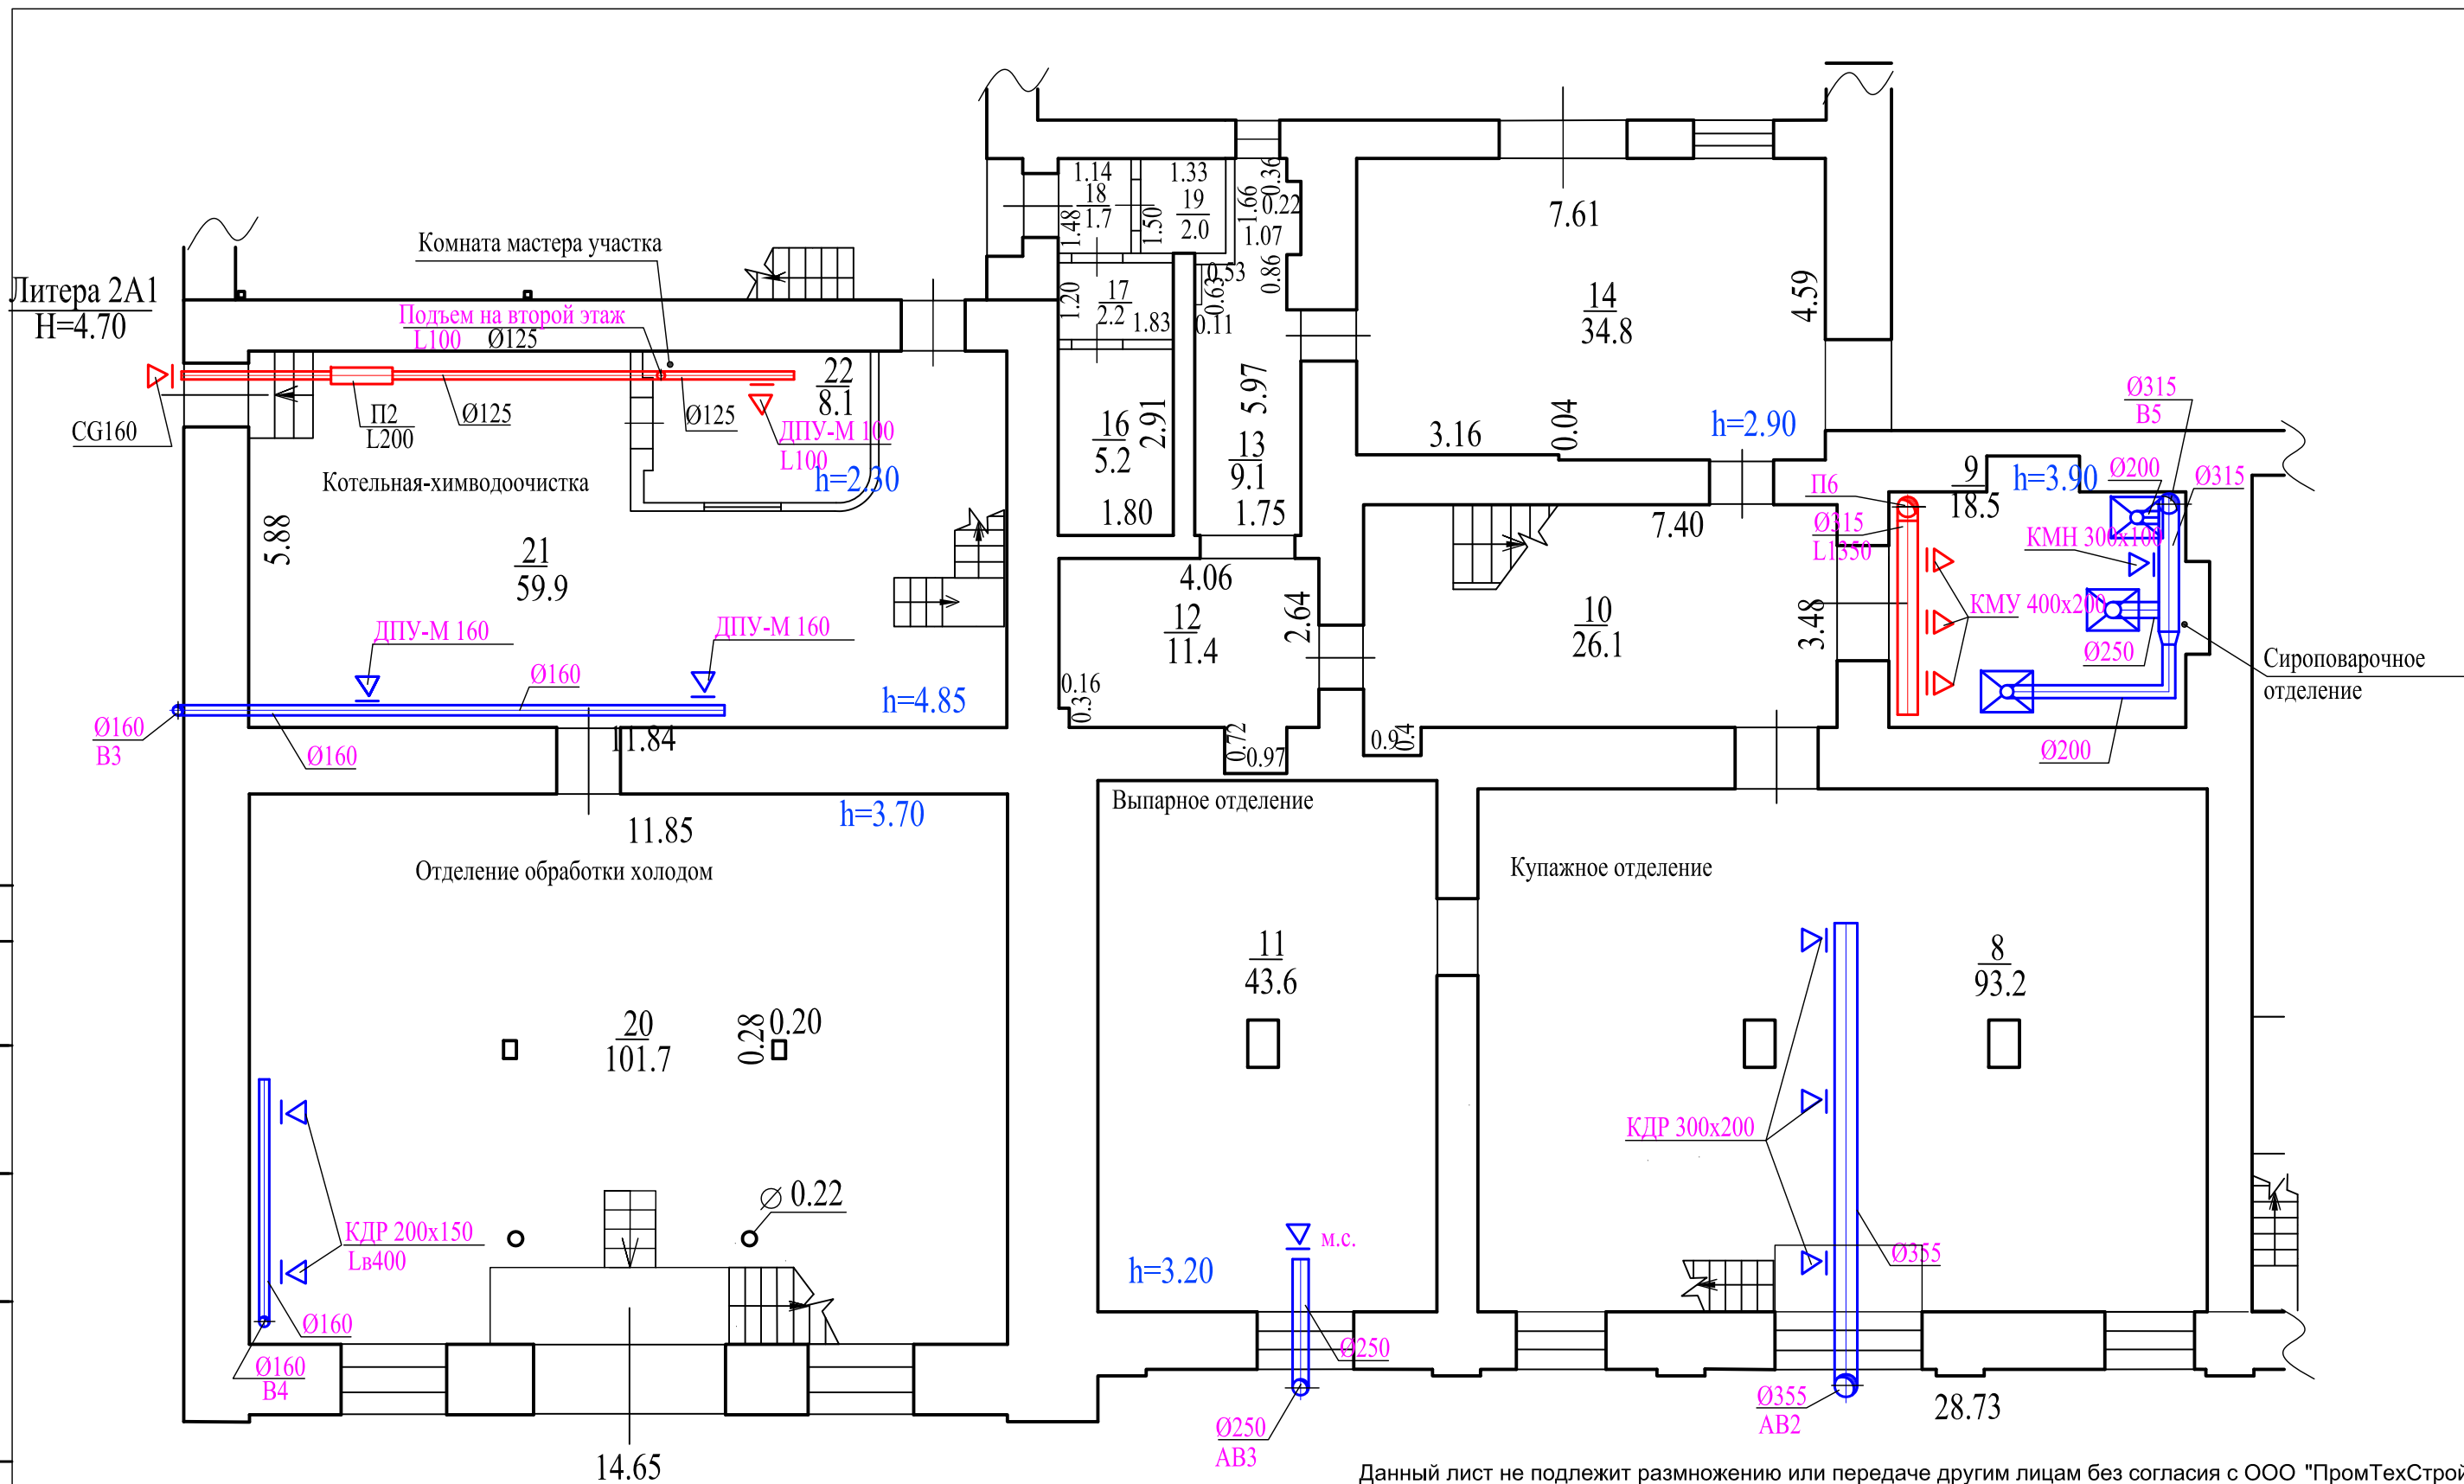 Литера 2А1
Н=4.70
Комната мастера участка
Подъем на второй этаж
L100 Ø125
CG160
П2
L200
Ø125
Ø125
22
8.1
ДПУ-М 100
L100
h=2.30
Котельная-химводоочистка
5.88
21
59.9
ДПУ-М 160
ДПУ-М 160
Ø160
h=4.85
Ø160
В3
Ø160
11.84
1.14
18
1.7
1.48
1.33
19
2.0
1.50
1.66
0.36
0.22
1.07
0.86
0.53
0.63
0.11
1.20
17
2.2
1.83
16
5.2
2.91
1.80
5.97
13
9.1
1.75
7.61
14
34.8
4.59
3.16
0.04
h=2.90
7.40
4.06
12
11.4
2.64
0.16
0.3
0.72
0.97
10
26.1
3.48
0.9
0.4
Ø315
В5
9
18.5
h=3.90
Ø200
Ø315
П6
Ø315
L1350
КМН 300х100
КМУ 400х200
Ø250
Сироповарочное
отделение
Ø200
h=3.70
11.85
Отделение обработки холодом
20
101.7
0.28
0.20
∅ 0.22
КДР 200х150
Lв400
Ø160
Ø160
В4
14.65
Выпарное отделение
11
43.6
h=3.20
м.с.
Ø250
Ø250
АВ3
Купажное отделение
8
93.2
КДР 300х200
Ø355
Ø355
АВ2
28.73
Данный лист не подлежит размножению или передаче другим лицам без согласия с ООО "ПромТехСтрой